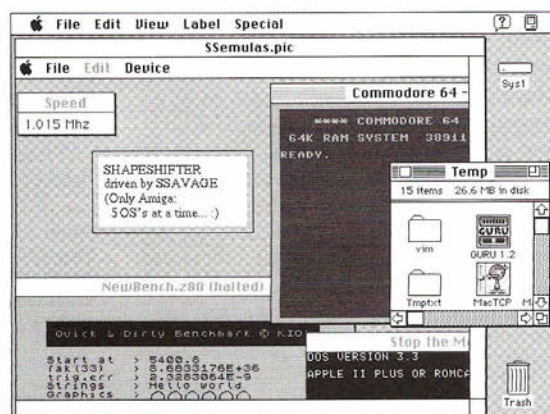 File Edit View Label Special
SSemulas.pic
File Edit Device
Sys1
Speed
1.015 Mhz
Commodore 64 -
**** COMMODORE 64
64K RAM SYSTEM 38911
READY.
SHAPESHIFTER
driven by SSAVAGE
(Only Amiga:
5 OS's at a time... :)
Temp
15 items 26.6 MB in disk
vim
GURU
GURU 1.2
Tmptxt
MacTCP
M
NewBench.z80 (halted)
Quick & Dirty Benchmark ©
Start at > 5400.6
fak(33) > 8.6833176E+36
trig.err > 2.3283064E-9
Strings > Hello world
Graphics >
Stop the M
DOS VERSION 3.3
APPLE II PLUS OR ROMCA
Trash